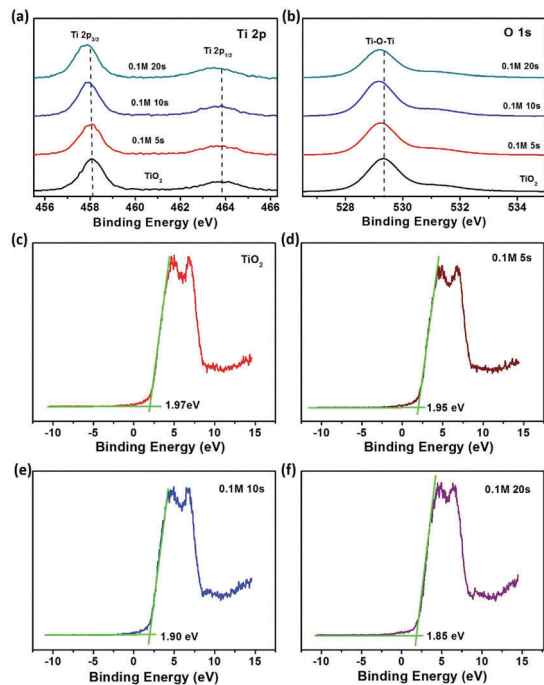 (a)
Ti 2p
Ti 2p3/2
Ti 2p1/2
0.1M 20s
0.1M 10s
0.1M 5s
TiO2
456 458 460 462 464 466
Binding Energy (eV)
(b)
O 1s
Ti-O-Ti
0.1M 20s
0.1M 10s
0.1M 5s
TiO2
528 530 532 534
Binding Energy (eV)
(c)
TiO2
1.97eV
-10 -5 0 5 10 15
Binding Energy (eV)
(d)
0.1M 5s
1.95 eV
-10 -5 0 5 10 15
Binding Energy (eV)
(e)
0.1M 10s
1.90 eV
-10 -5 0 5 10 15
Binding Energy (eV)
(f)
0.1M 20s
1.85 eV
-10 -5 0 5 10 15
Binding Energy (eV)